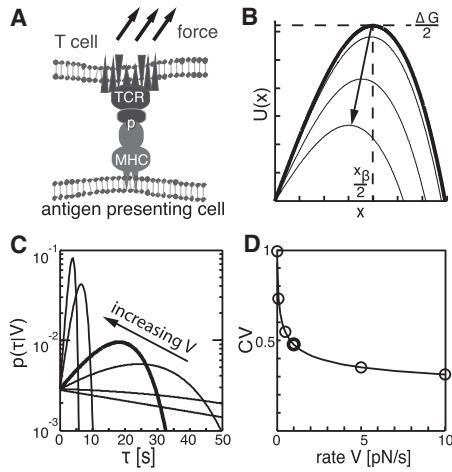 A
T cell
force
TCR
p
MHC
antigen presenting cell
B
U(x)
ΔG
2
xβ
2
x
C
p(τ|V)
10⁻¹
10⁻²
10⁻³
increasing V
0 10 20 30 40 50
τ [s]
D
CV
1
0.5
0 5 10
rate V [pN/s]